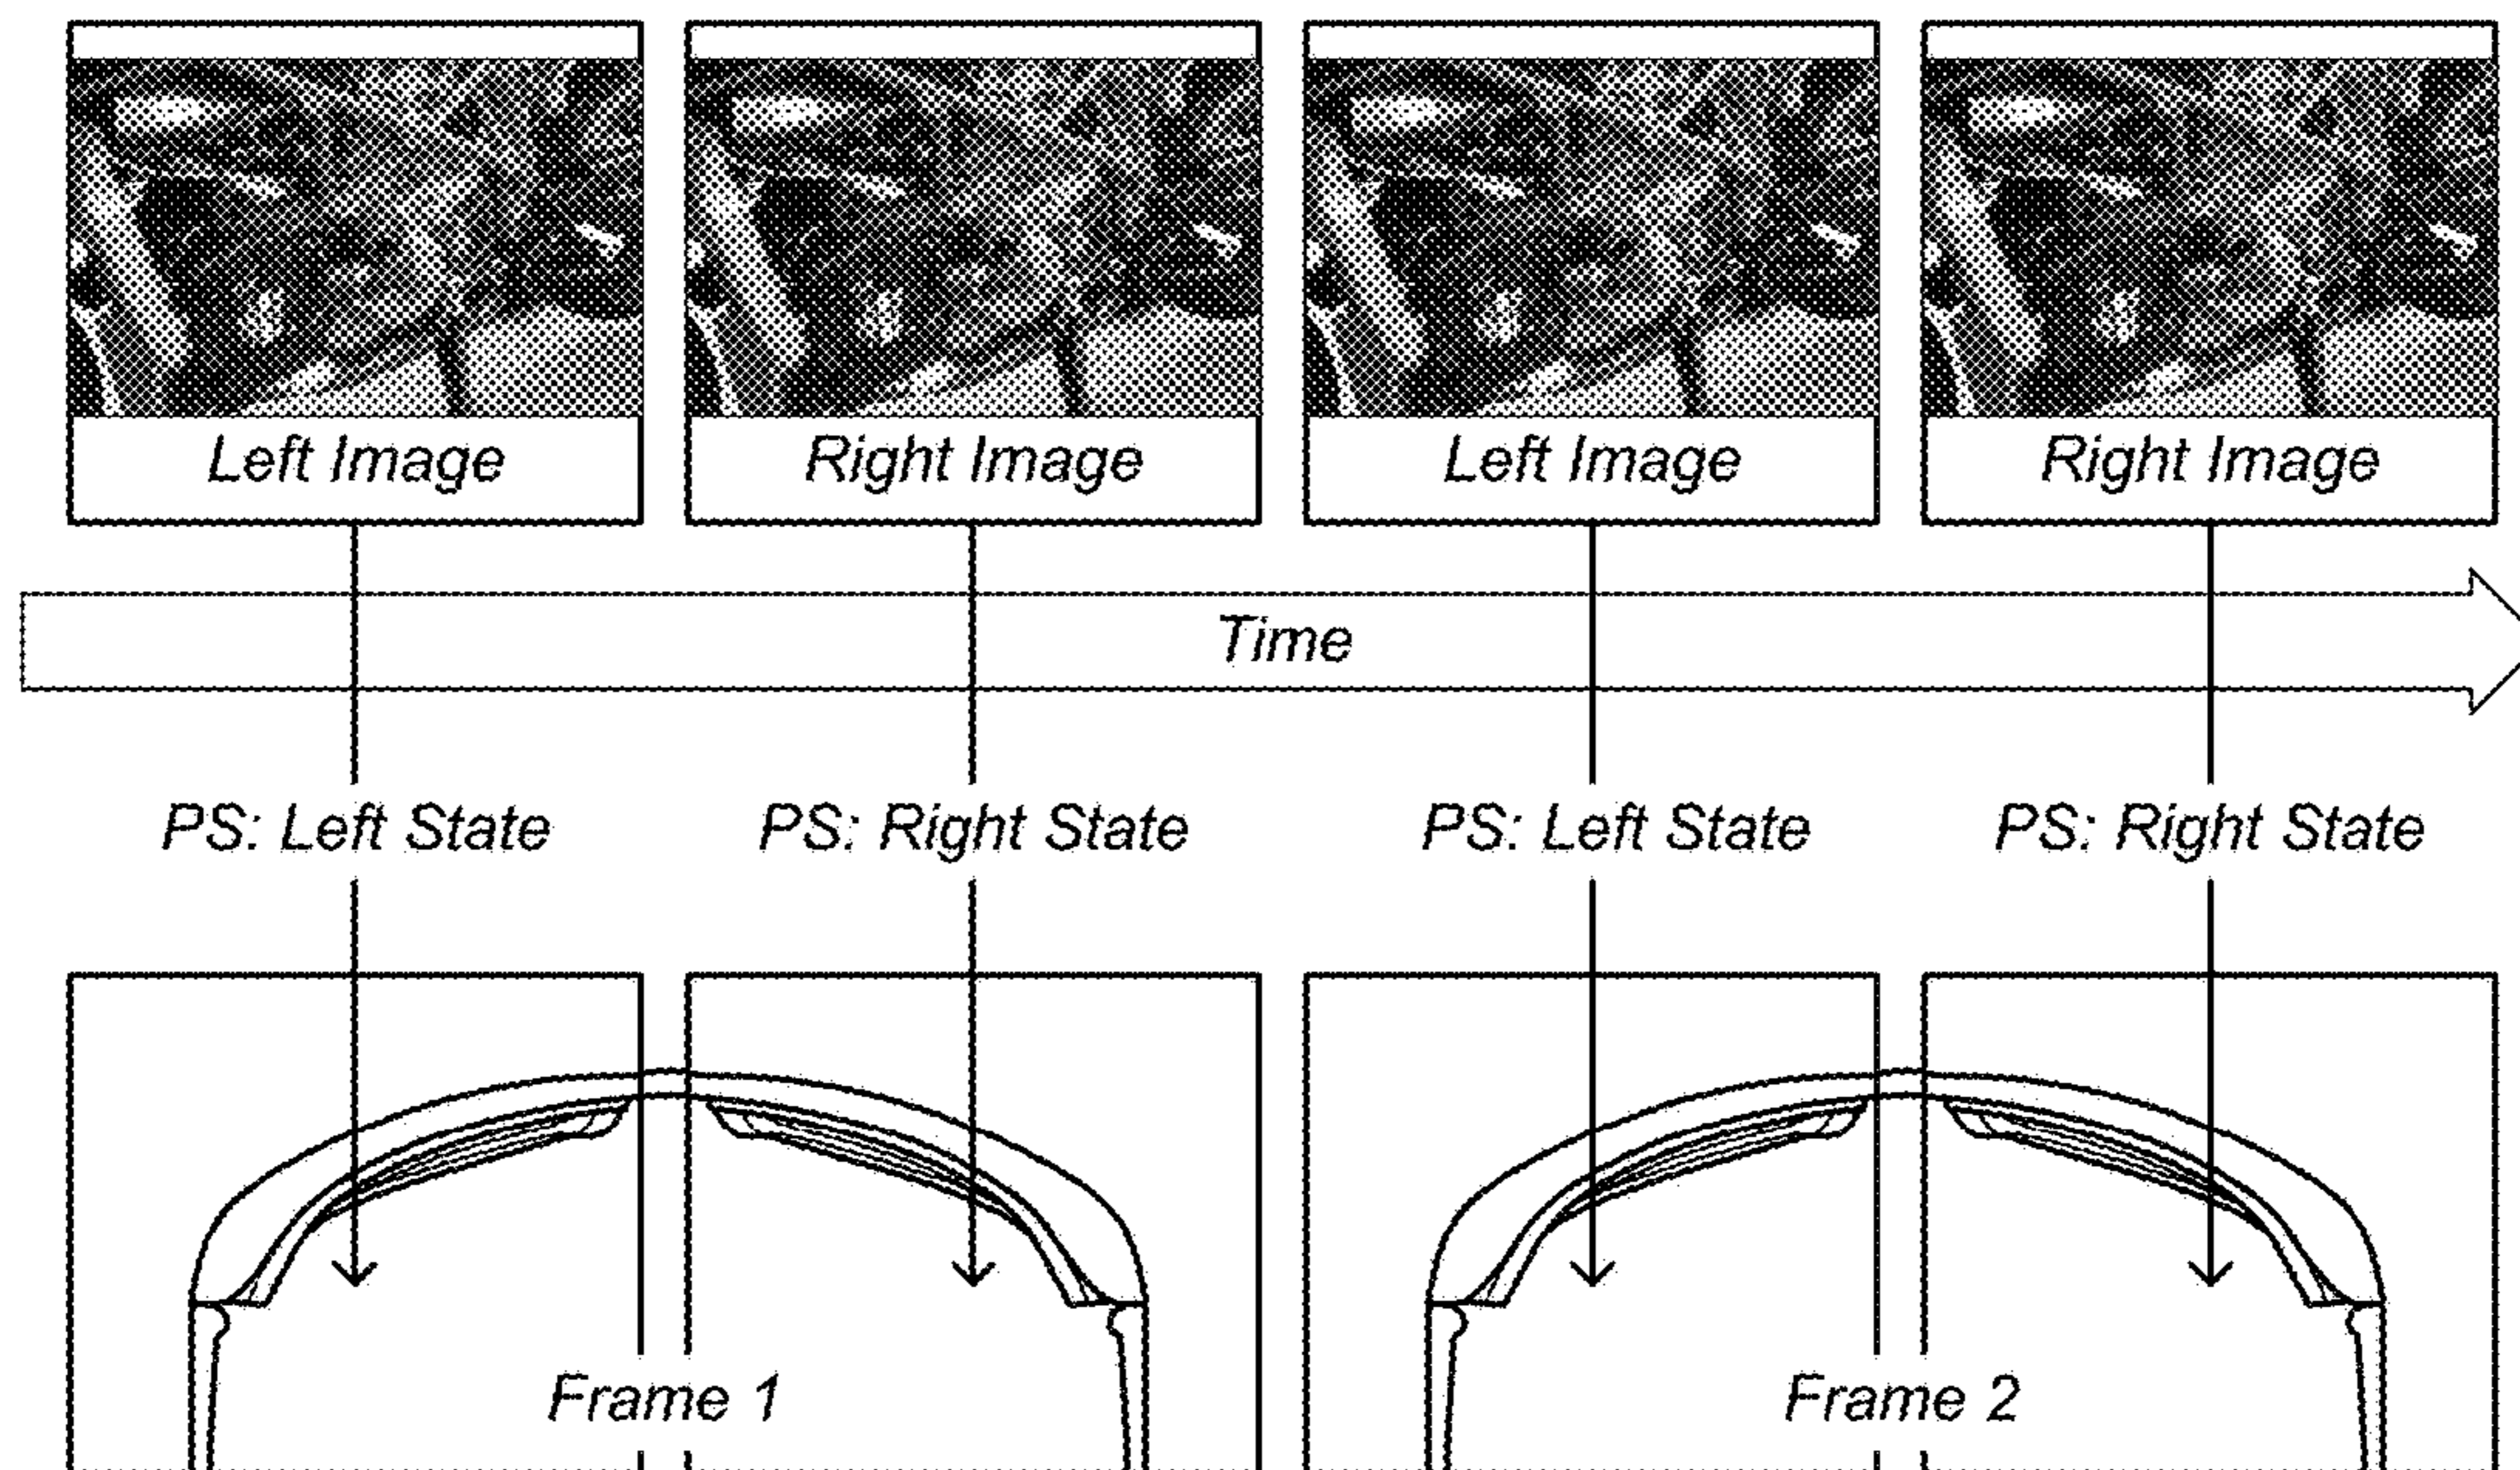 Left Image
Right Image
Left Image
Right Image
Time
PS: Left State
PS: Right State
PS: Left State
PS: Right State
Frame 1
Frame 2